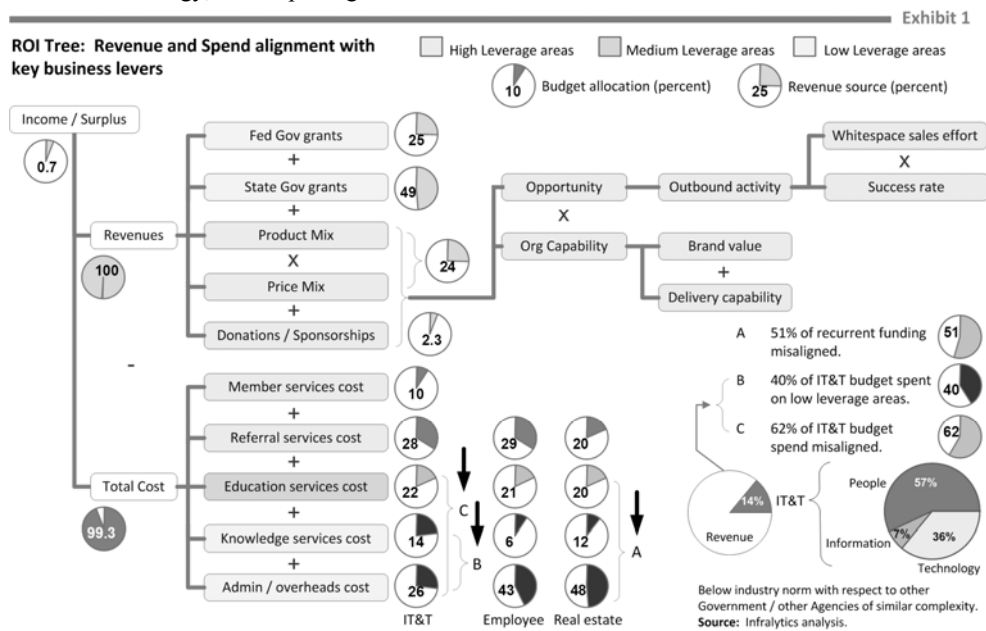 Exhibit 1
ROI Tree: Revenue and Spend alignment with
key business levers
High Leverage areas
Medium Leverage areas
Low Leverage areas
10
Budget allocation (percent)
25
Revenue source (percent)
Income / Surplus
0.7
Revenues
100
Fed Gov grants
25
+
State Gov grants
49
+
Product Mix
X
24
Price Mix
+
Donations / Sponsorships
2.3
Opportunity
X
Org Capability
Outbound activity
Whitespace sales effort
X
Success rate
Brand value
+
Delivery capability
-
Total Cost
99.3
Member services cost
10
+
Referral services cost
28
29
20
+
Education services cost
22
21
20
+
Knowledge services cost
14
6
12
+
Admin / overheads cost
26
43
48
C
B
A
IT&T
Employee
Real estate
A
51% of recurrent funding
misaligned.
51
B
40% of IT&T budget spent
on low leverage areas.
40
C
62% of IT&T budget
spend misaligned.
62
14%
IT&T
Revenue
People
57%
Information
7%
36%
Technology
Below industry norm with respect to other
Government / other Agencies of similar complexity.
Source: Infralytics analysis.